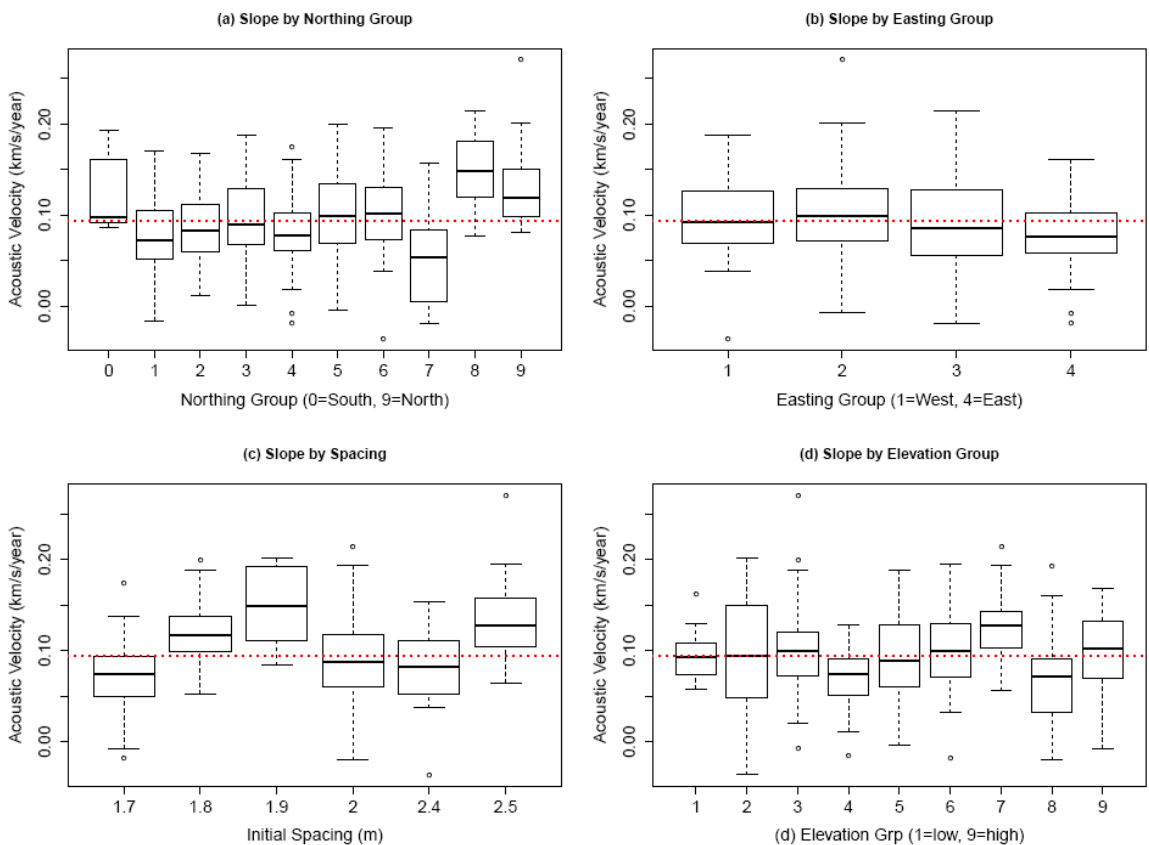 (a) Slope by Northing Group
Acoustic Velocity (km/s/year)
0.00 0.10 0.20
0 1 2 3 4 5 6 7 8 9
Northing Group (0=South, 9=North)
(b) Slope by Easting Group
Acoustic Velocity (km/s/year)
0.00 0.10 0.20
1 2 3 4
Easting Group (1=West, 4=East)
(c) Slope by Spacing
Acoustic Velocity (km/s/year)
0.00 0.10 0.20
1.7 1.8 1.9 2 2.4 2.5
Initial Spacing (m)
(d) Slope by Elevation Group
Acoustic Velocity (km/s/year)
0.00 0.10 0.20
1 2 3 4 5 6 7 8 9
(d) Elevation Grp (1=low, 9=high)